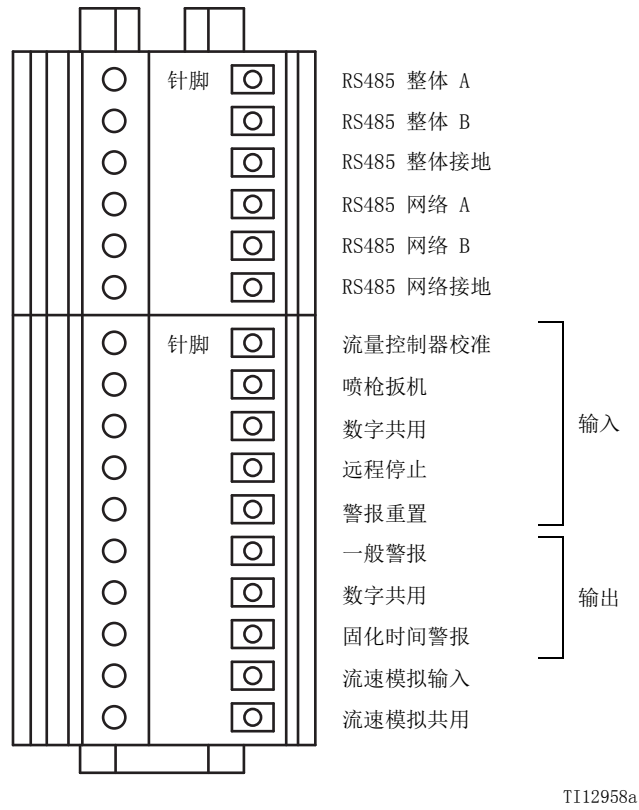 针脚 RS485 整体 A
RS485 整体 B
RS485 整体接地
RS485 网络 A
RS485 网络 B
RS485 网络接地
针脚 流量控制器校准
喷枪扳机
数字共用
远程停止
警报重置
输入
一般警报
数字共用
固化时间警报
输出
流速模拟输入
流速模拟共用
TI12958a